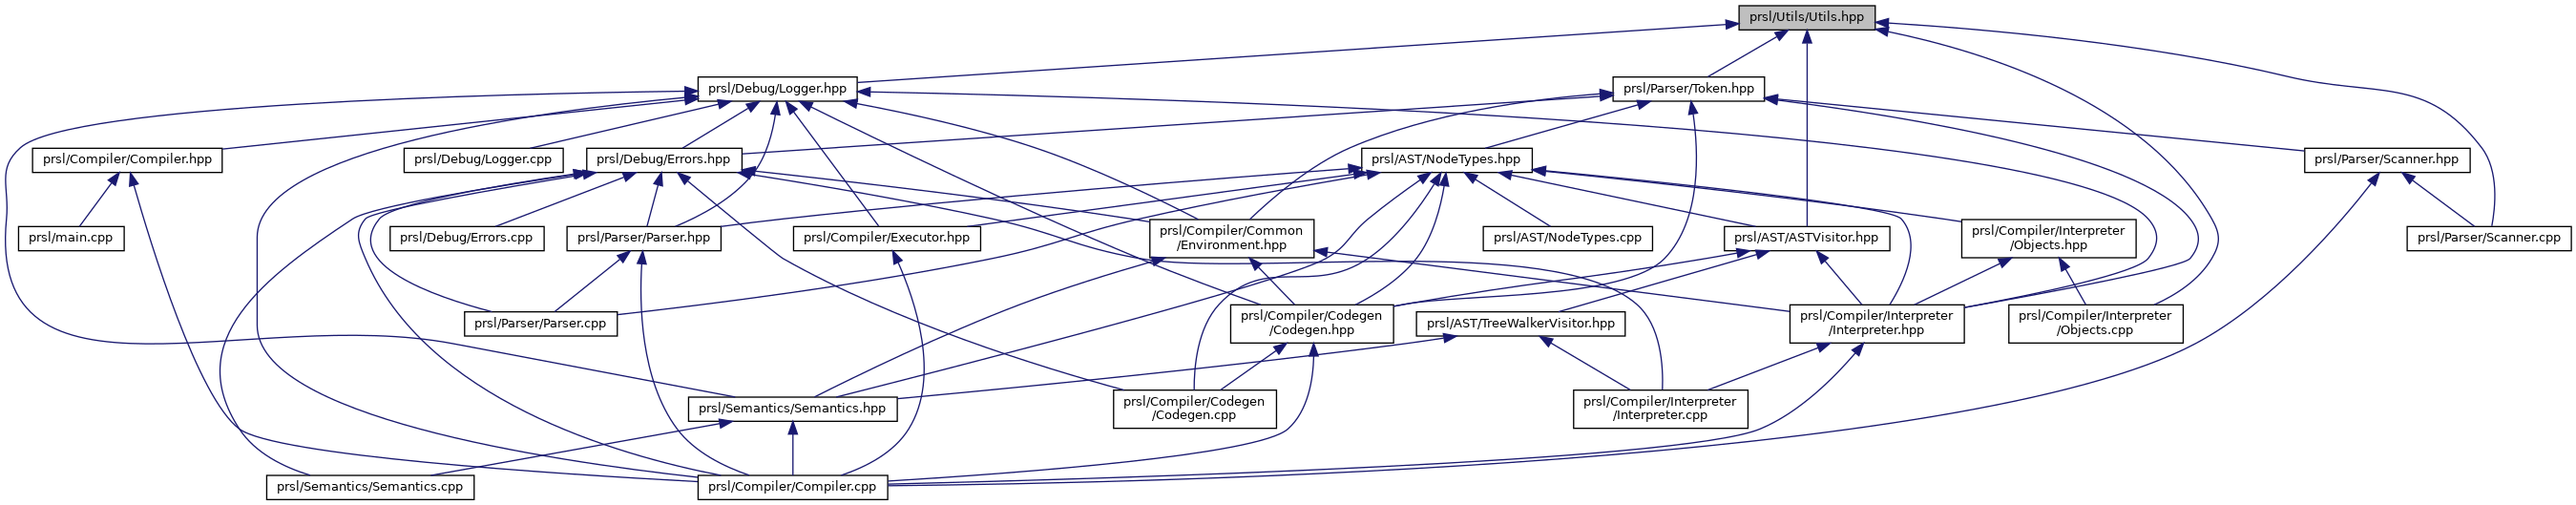 prsl/Utils/Utils.hpp
prsl/Debug/Logger.hpp
prsl/Parser/Token.hpp
prsl/Compiler/Compiler.hpp
prsl/Debug/Logger.cpp
prsl/Debug/Errors.hpp
prsl/AST/NodeTypes.hpp
prsl/Parser/Scanner.hpp
prsl/main.cpp
prsl/Debug/Errors.cpp
prsl/Parser/Parser.hpp
prsl/Compiler/Executor.hpp
prsl/Compiler/Common
/Environment.hpp
prsl/AST/NodeTypes.cpp
prsl/AST/ASTVisitor.hpp
prsl/Compiler/Interpreter
/Objects.hpp
prsl/Parser/Scanner.cpp
prsl/Parser/Parser.cpp
prsl/Compiler/Codegen
/Codegen.hpp
prsl/AST/TreeWalkerVisitor.hpp
prsl/Compiler/Interpreter
/Interpreter.hpp
prsl/Compiler/Interpreter
/Objects.cpp
prsl/Semantics/Semantics.hpp
prsl/Compiler/Codegen
/Codegen.cpp
prsl/Compiler/Interpreter
/Interpreter.cpp
prsl/Semantics/Semantics.cpp
prsl/Compiler/Compiler.cpp